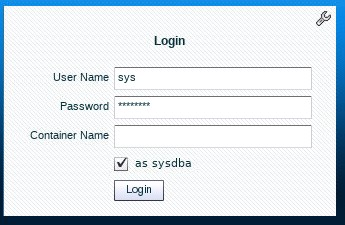 Login
User Name sys
Password ********
Container Name
as sysdba
Login